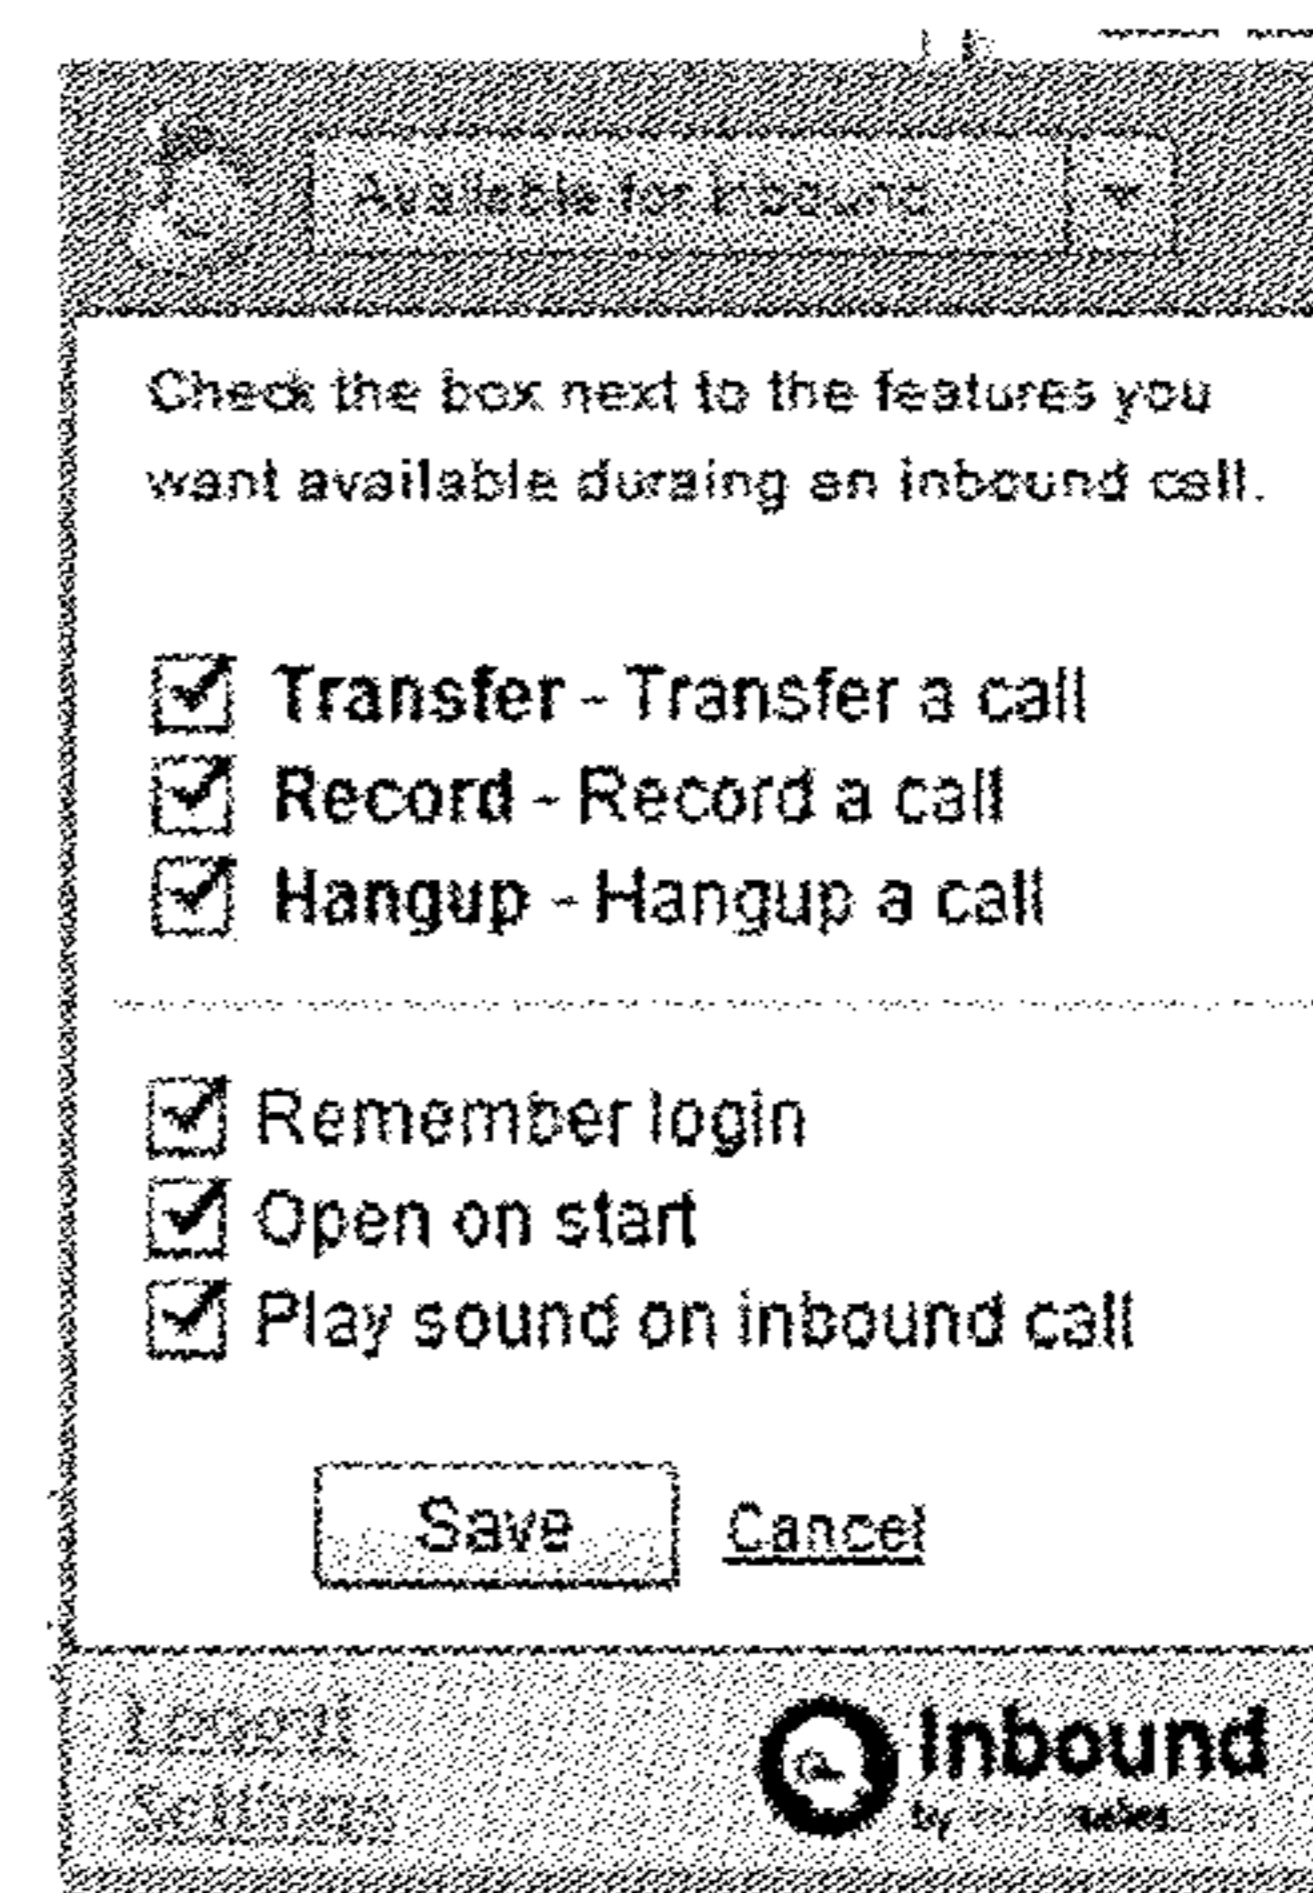 Available for inbound
Check the box next to the features you
want available duraing an inbound call.
Transfer - Transfer a call
Record - Record a call
Hangup - Hangup a call
Remember login
Open on start
Play sound on inbound call
Save Cancel
Logout
Settings
Inbound
by sales